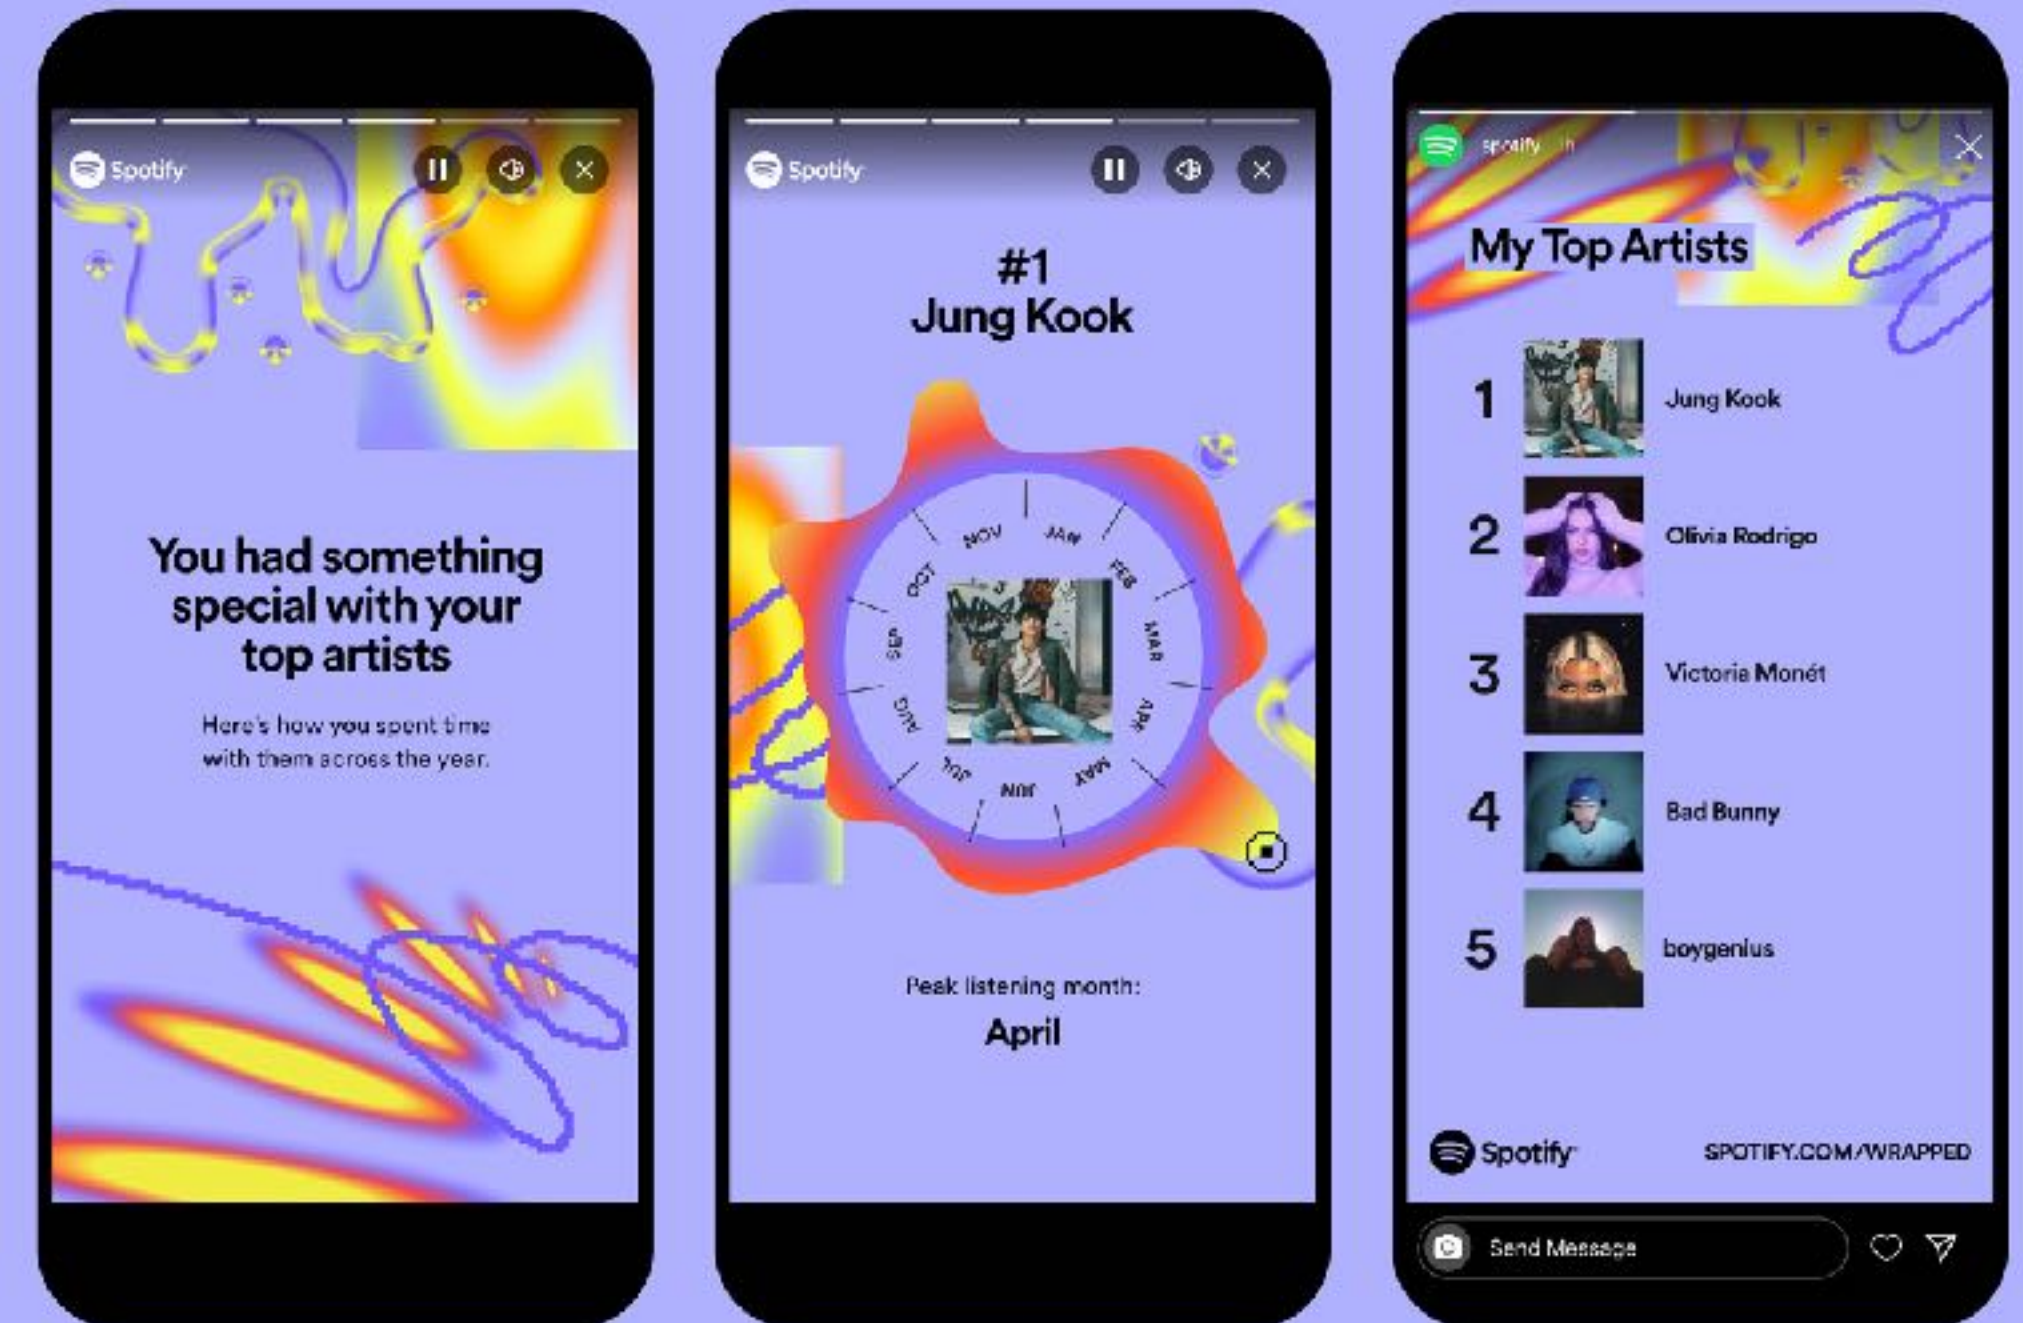 Spotify
You had something
special with your
top artists
Here's how you spent time
with them across the year.
Spotify
#1
Jung Kook
JAN
FEB
MAR
APR
MAY
JUN
JUL
AUG
SEP
OCT
NOV
Peak listening month:
April
spotify 1h
My Top Artists
1 Jung Kook
2 Olivia Rodrigo
3 Victoria Monét
4 Bad Bunny
5 boygenius
Spotify
SPOTIFY.COM/WRAPPED
Send Message